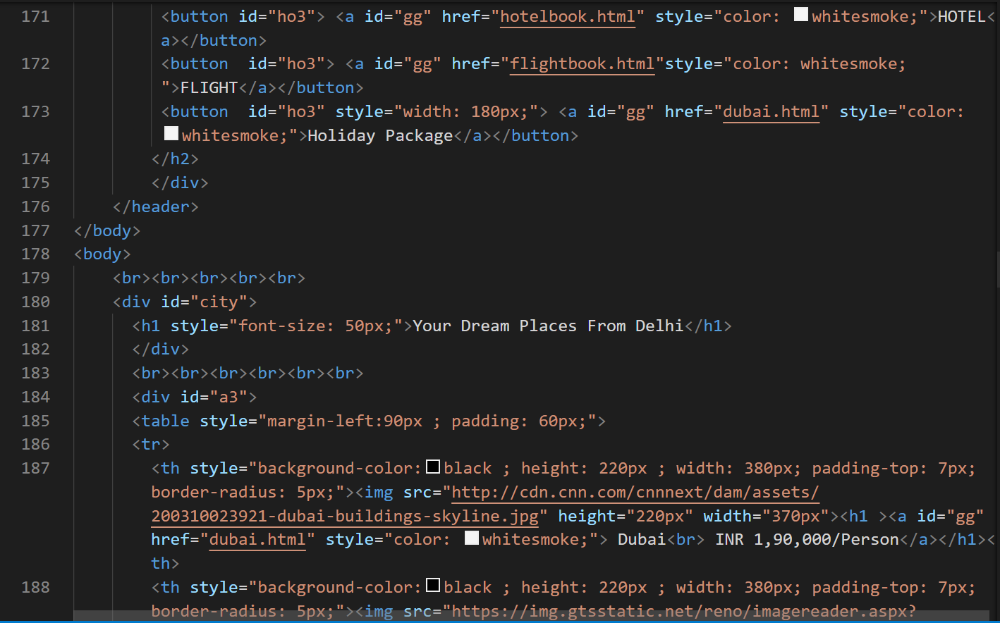 171 <button id="ho3"> <a id="gg" href="hotelbook.html" style="color: whitesmoke;">HOTEL<
a></button>
172 <button  id="ho3"> <a id="gg" href="flightbook.html"style="color: whitesmoke;
">FLIGHT</a></button>
173 <button  id="ho3" style="width: 180px;"> <a id="gg" href="dubai.html" style="color:
whitesmoke;">Holiday Package</a></button>
174 </h2>
175 </div>
176 </header>
177 </body>
178 <body>
179 <br><br><br><br><br>
180 <div id="city">
181 <h1 style="font-size: 50px;">Your Dream Places From Delhi</h1>
182 </div>
183 <br><br><br><br><br><br>
184 <div id="a3">
185 <table style="margin-left:90px ; padding: 60px;">
186 <tr>
187 <th style="background-color: black ; height: 220px ; width: 380px; padding-top: 7px;
border-radius: 5px;"><img src="http://cdn.cnn.com/cnnnext/dam/assets/
200310023921-dubai-buildings-skyline.jpg" height="220px" width="370px"><h1 ><a id="gg"
href="dubai.html" style="color: whitesmoke;"> Dubai<br> INR 1,90,000/Person</a></h1><
th>
188 <th style="background-color: black ; height: 220px ; width: 380px; padding-top: 7px;
border-radius: 5px;"><img src="https://img.gtsstatic.net/reno/imagereader.aspx?